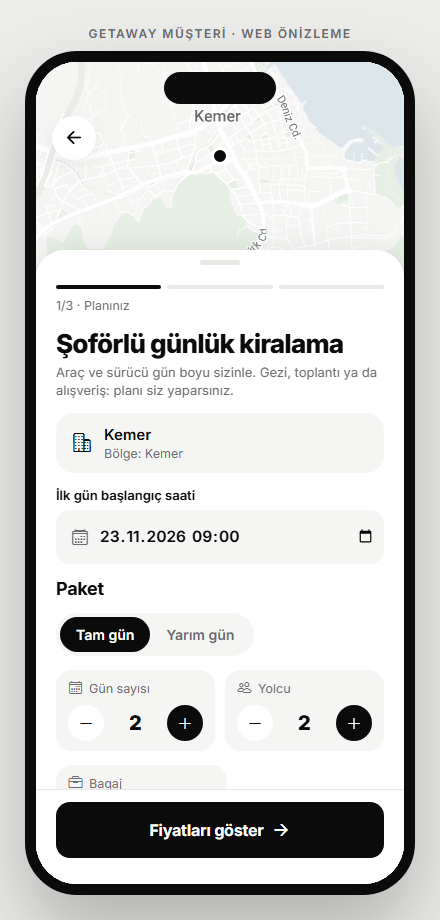 GETAWAY MÜŞTERİ · WEB ÖNİZLEME
Deniz Cd.
Kemer
1/3 · Planınız
Şoförlü günlük kiralama
Araç ve sürücü gün boyu sizinle. Gezi, toplantı ya da
alışveriş: planı siz yaparsınız.
Kemer
Bölge: Kemer
İlk gün başlangıç saati
23.11.2026 09:00
Paket
Tam gün
Yarım gün
Gün sayısı
Yolcu
2
2
Bagaj
Fiyatları göster